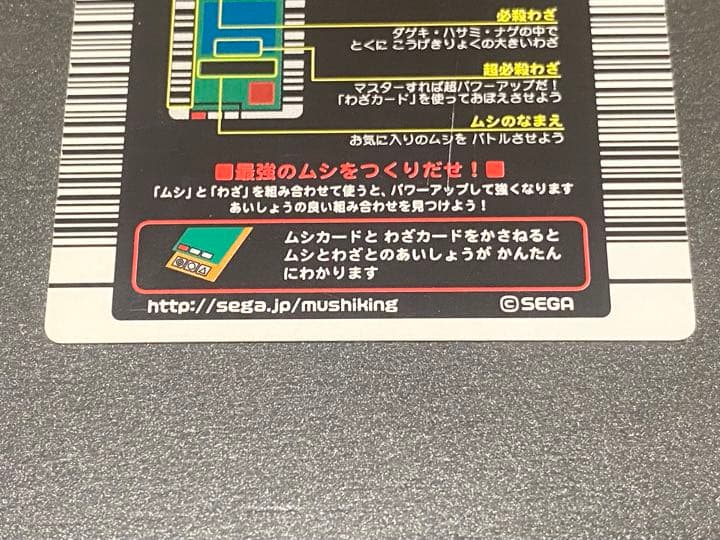 必殺わざ
ダゲキ・ハサミ・ナゲの中で
とくに こうげきりょくの大きいわざ
超必殺わざ
マスターすれば超パワーアップだ！
「わざカード」を使っておぼえさせよう
ムシのなまえ
お気に入りのムシを バトルさせよう
最強のムシをつくりだせ！
「ムシ」と「わざ」を組み合わせて使うと、パワーアップして強くなります
あいしょうの良い組み合わせを見つけよう！
ムシカードと わざカードをかさねると
ムシとわざとのあいしょうが かんたん
にわかります
http://sega.jp/mushiking
©SEGA